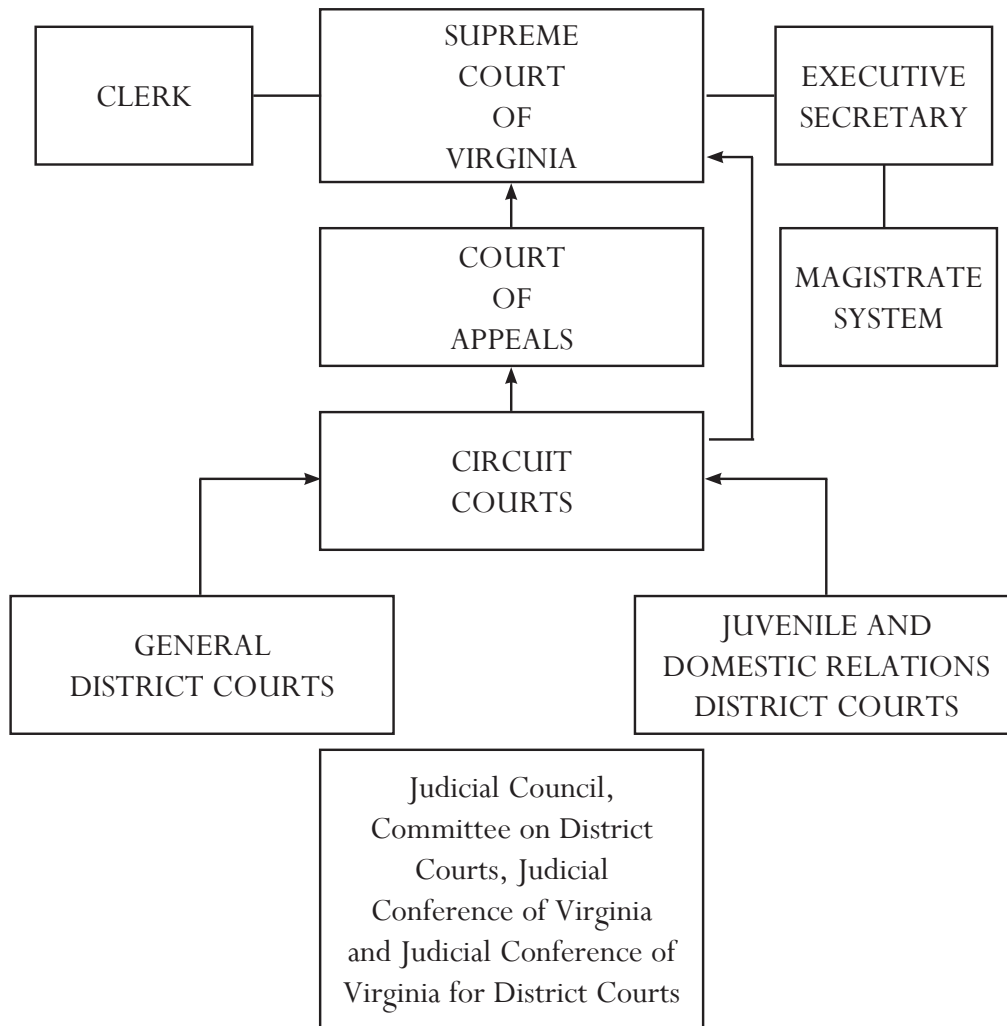 CLERK
SUPREME
COURT
OF
VIRGINIA
EXECUTIVE
SECRETARY
COURT
OF
APPEALS
MAGISTRATE
SYSTEM
CIRCUIT
COURTS
GENERAL
DISTRICT COURTS
JUVENILE AND
DOMESTIC RELATIONS
DISTRICT COURTS
Judicial Council,
Committee on District
Courts, Judicial
Conference of Virginia
and Judicial Conference of
Virginia for District Courts